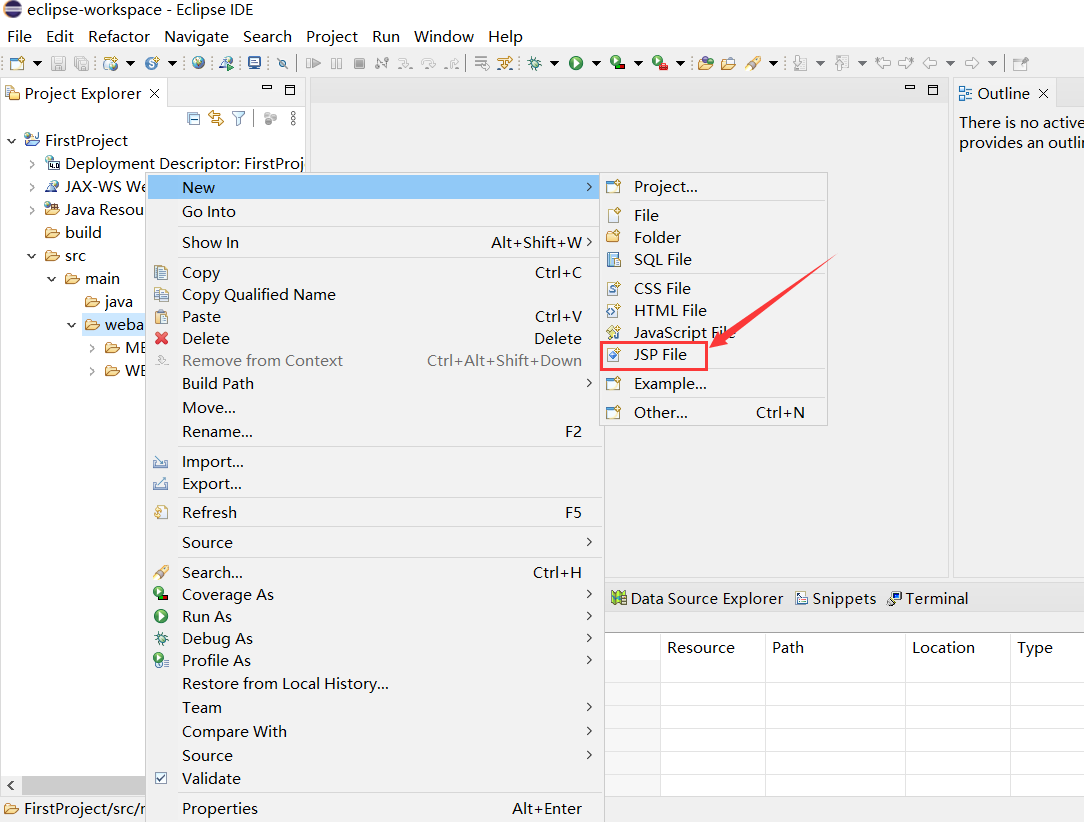 eclipse-workspace - Eclipse IDE
File Edit Refactor Navigate Search Project Run Window Help
Project Explorer
Outline
There is no active
provides an outli
FirstProject
Deployment Descriptor: FirstProj
JAX-WS We
Java Resou
build
src
main
java
weba
ME
WE
New
Go Into
Show In Alt+Shift+W
Copy Ctrl+C
Copy Qualified Name
Paste Ctrl+V
Delete Delete
Remove from Context Ctrl+Alt+Shift+Down
Build Path
Move...
Rename... F2
Import...
Export...
Refresh F5
Source
Search... Ctrl+H
Coverage As
Run As
Debug As
Profile As
Restore from Local History...
Team
Compare With
Source
Validate
Properties Alt+Enter
Project...
File
Folder
SQL File
CSS File
HTML File
JavaScript File
JSP File
Example...
Other... Ctrl+N
Data Source Explorer Snippets Terminal
Resource Path Location Type
FirstProject/src/r